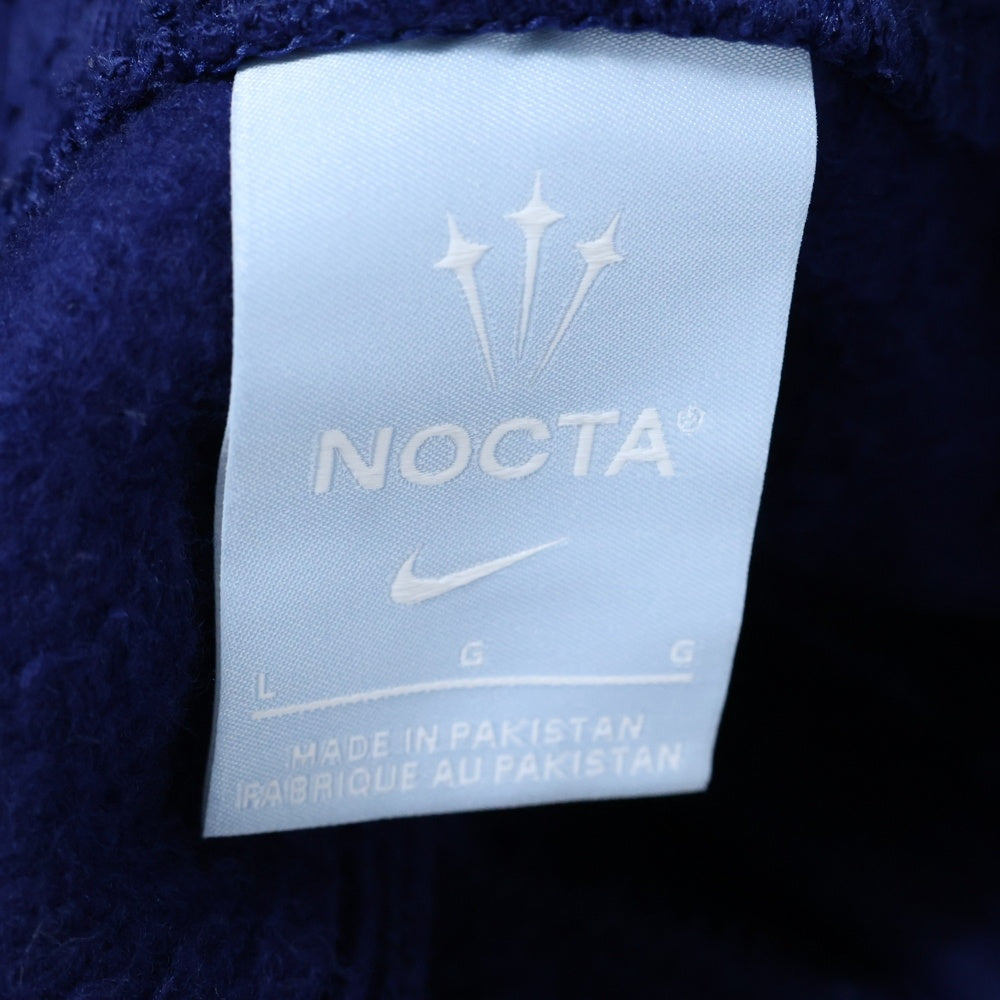 NOCTA®
L G G
MADE IN PAKISTAN
FABRIQUE AU PAKISTAN